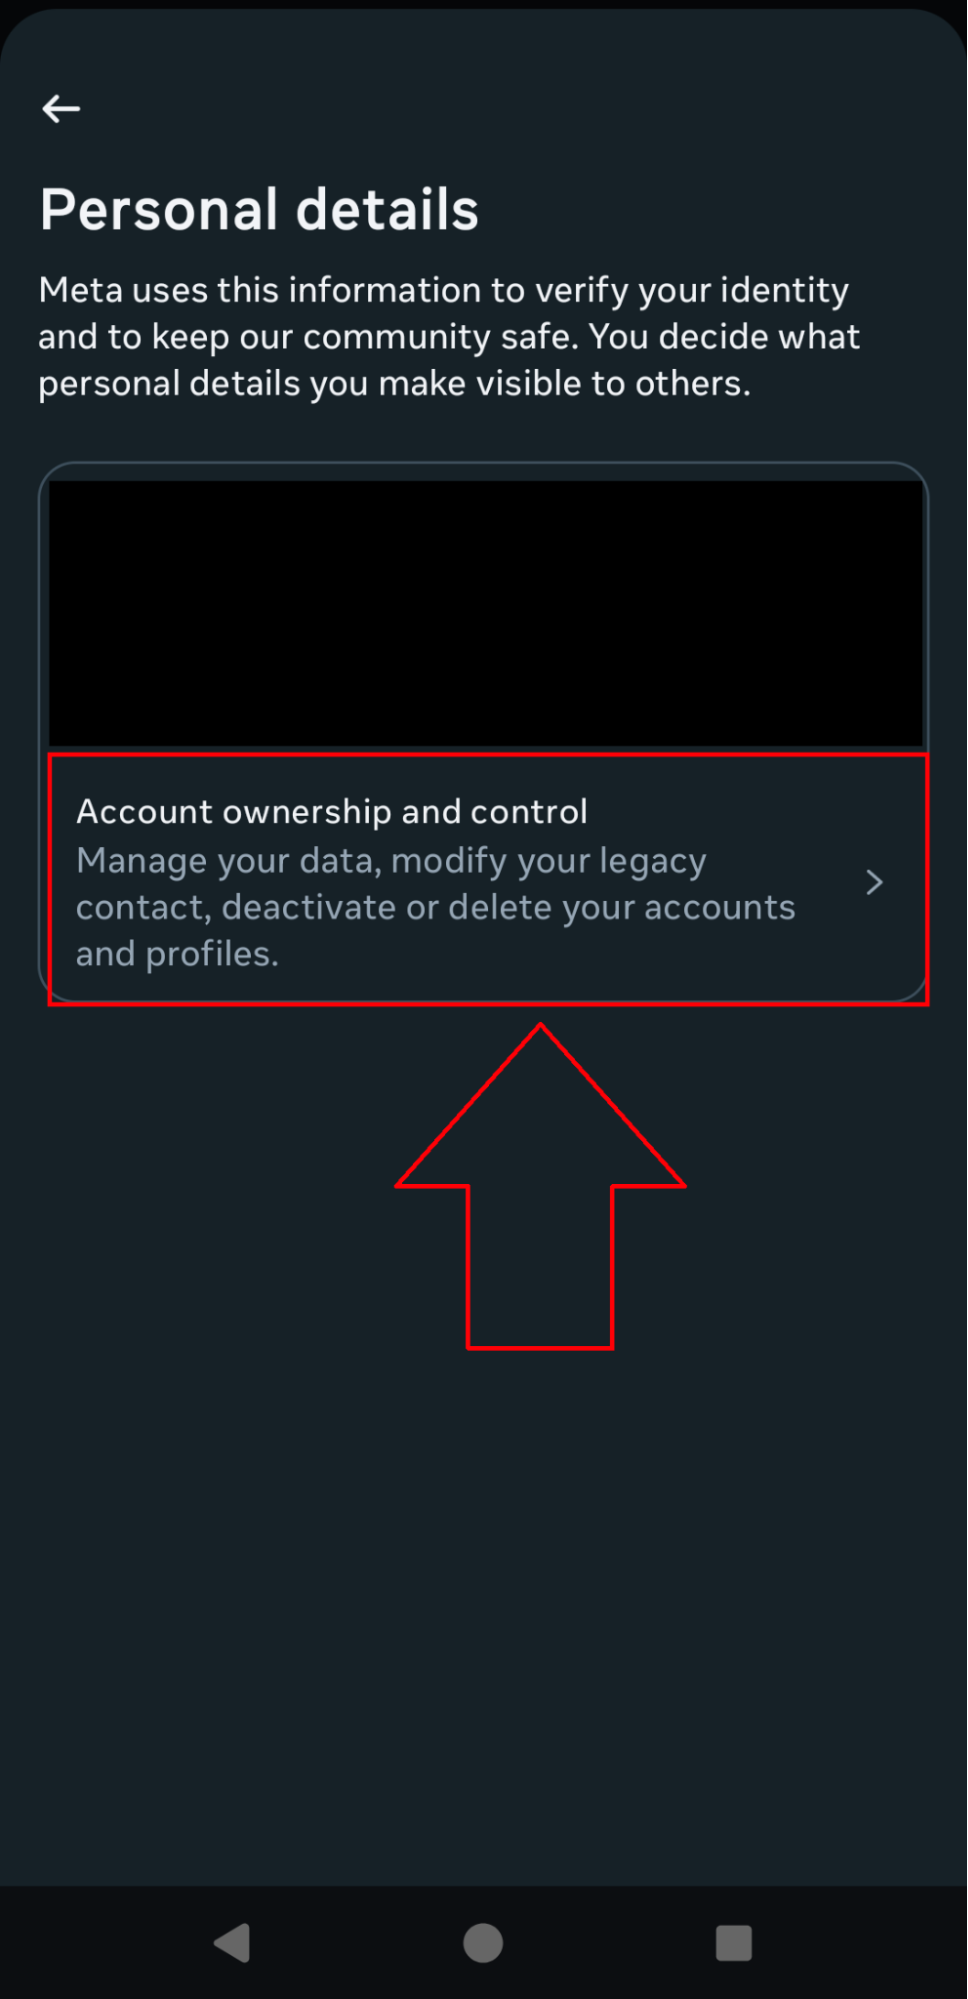 Personal details
Meta uses this information to verify your identity
and to keep our community safe. You decide what
personal details you make visible to others.
Account ownership and control
Manage your data, modify your legacy
contact, deactivate or delete your accounts
and profiles.